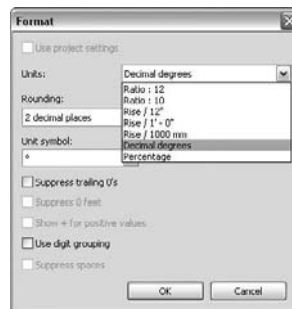 Format
Use project settings
Units:
Decimal degrees
Ratio : 12
Ratio : 10
Rise / 12"
Rise / 1' - 0"
Rise / 1000 mm
Decimal degrees
Percentage
Rounding:
2 decimal places
Unit symbol:
°
Suppress trailing 0's
Suppress 0 feet
Show + for positive values
Use digit grouping
Suppress spaces
OK
Cancel